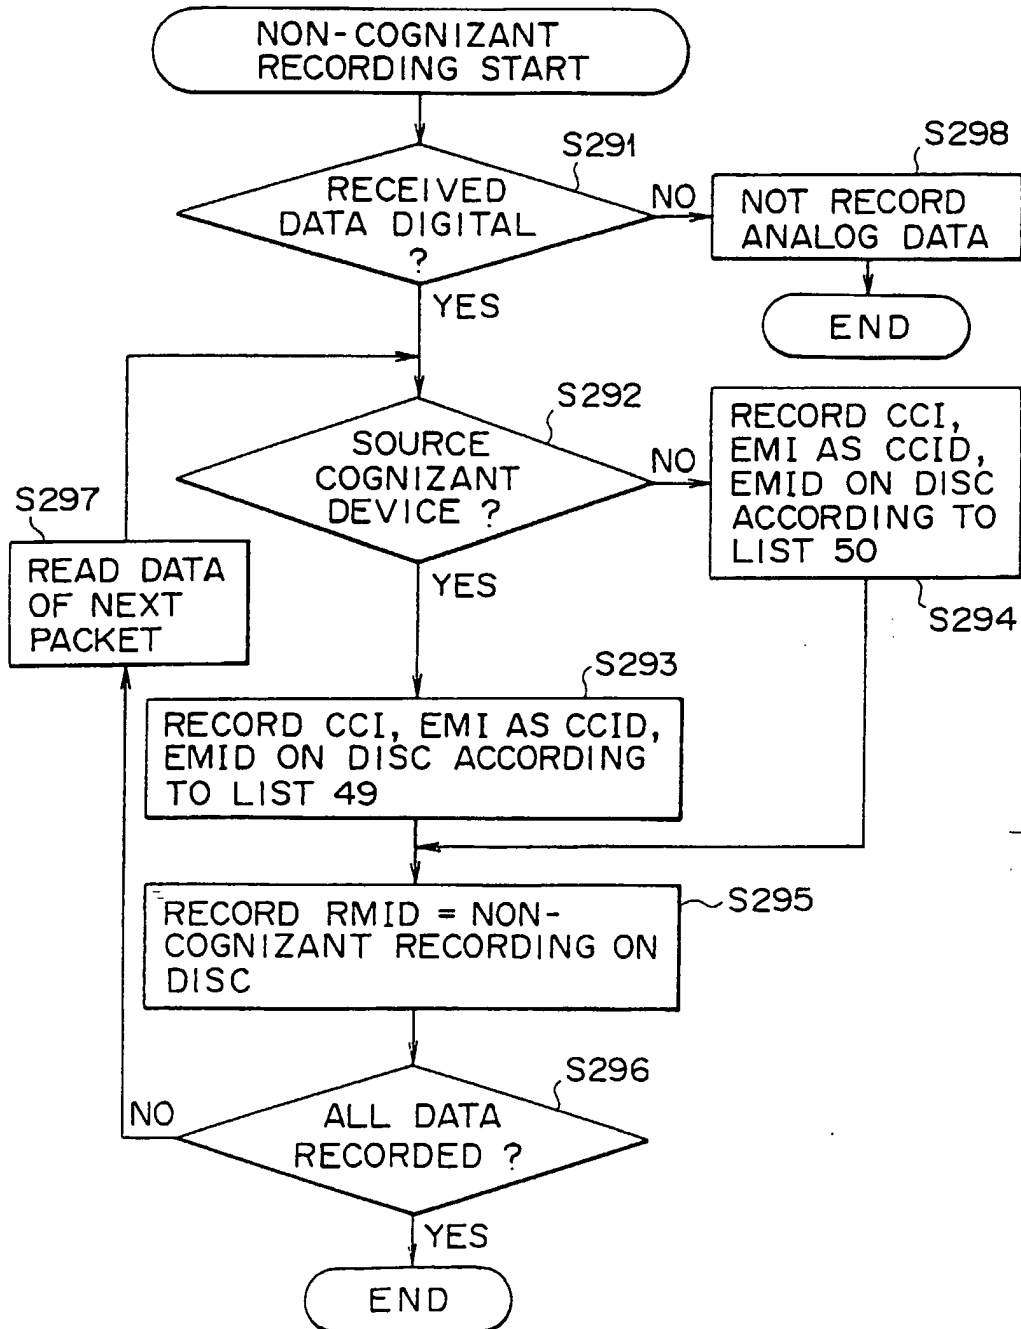 NON-COGNIZANT
RECORDING START
S291
RECEIVED
DATA DIGITAL
?
NO
S298
NOT RECORD
ANALOG DATA
END
YES
S292
SOURCE
COGNIZANT
DEVICE ?
NO
RECORD CCI,
EMI AS CCID,
EMID ON DISC
ACCORDING TO
LIST 50
S294
YES
S297
READ DATA
OF NEXT
PACKET
S293
RECORD CCI, EMI AS CCID,
EMID ON DISC ACCORDING
TO LIST 49
RECORD RMID = NON-
COGNIZANT RECORDING ON
DISC
S295
S296
ALL DATA
RECORDED ?
NO
YES
END